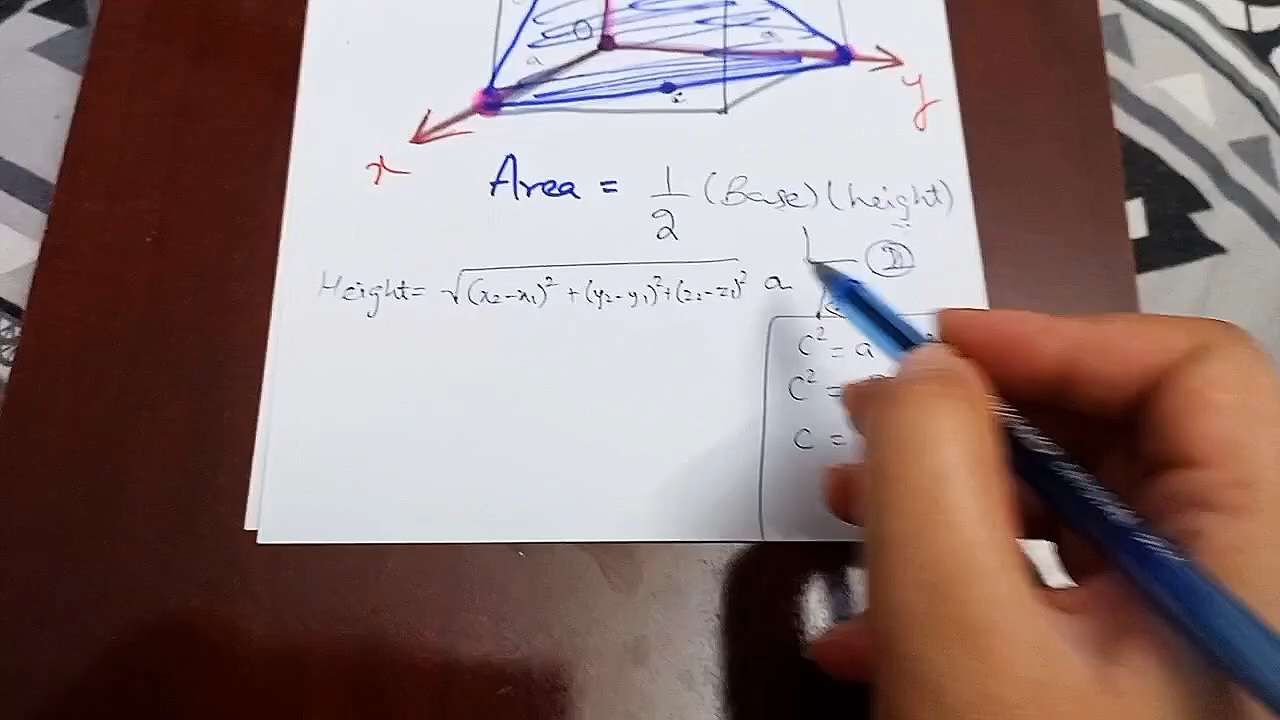 a
a
c
y
x
Area = 1/2 (Base)(height)
Height = √(x₂-x₁)² + (y₂-y₁)² + (z₂-z₁)² a
C² = a
C² =
C =